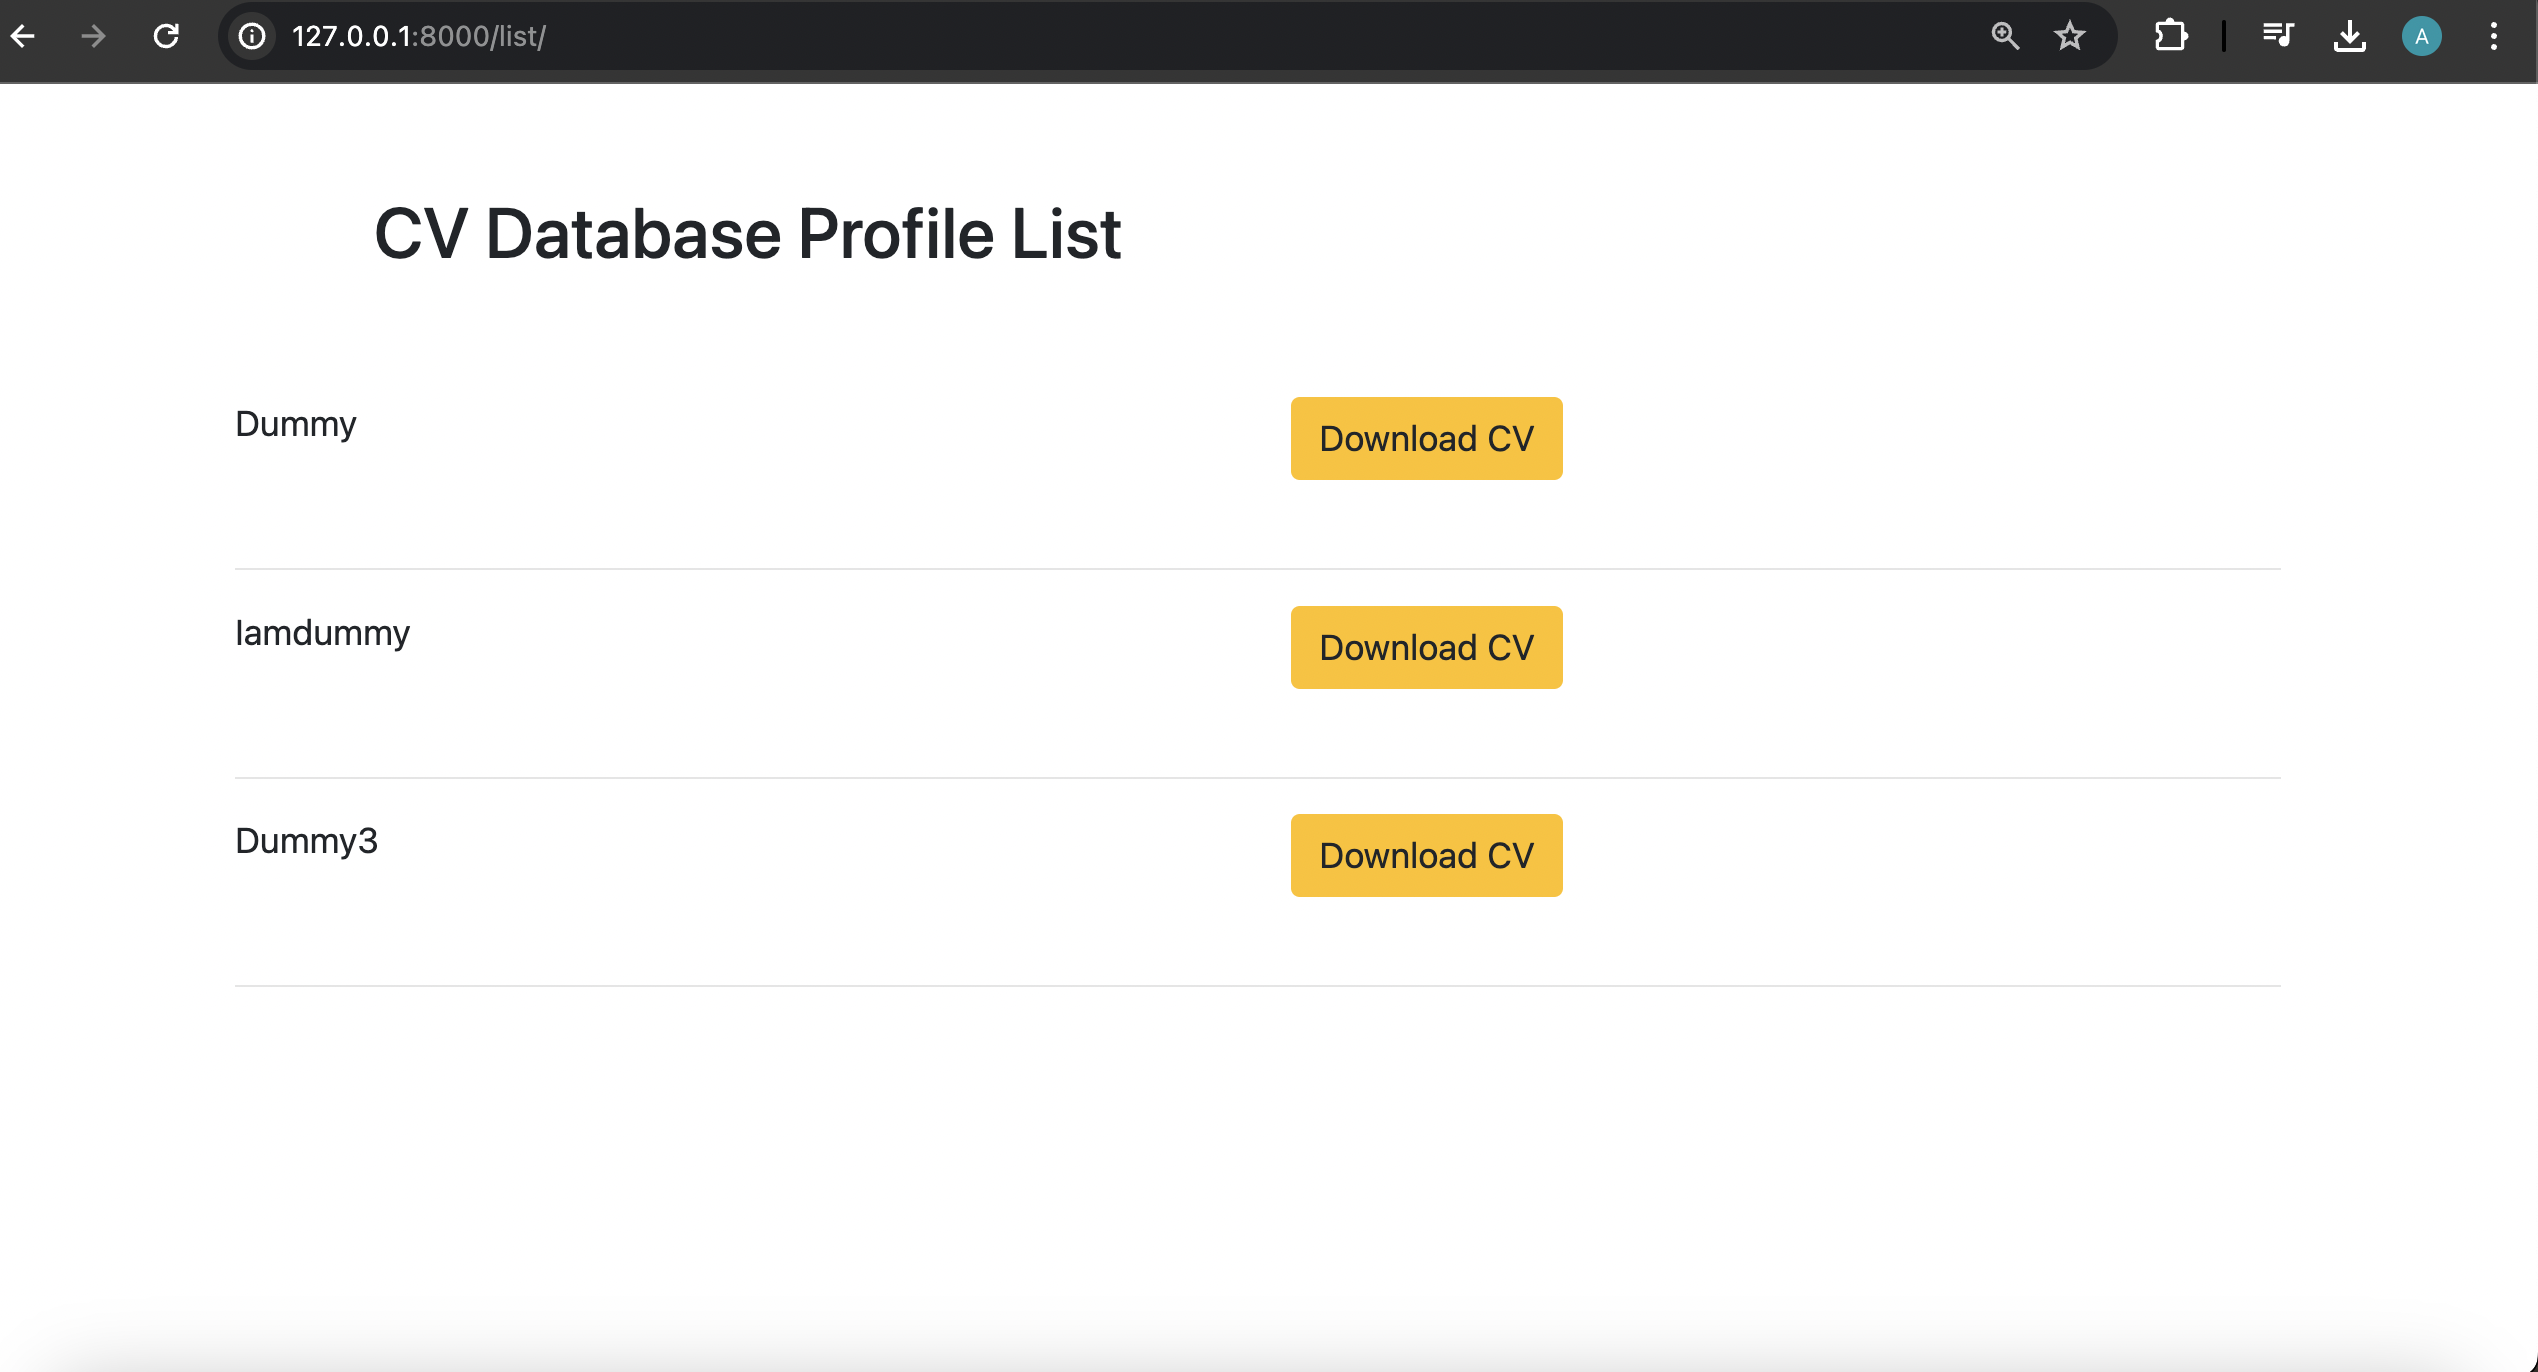 127.0.0.1:8000/list/
A
CV Database Profile List
Dummy
Download CV
Iamdummy
Download CV
Dummy3
Download CV